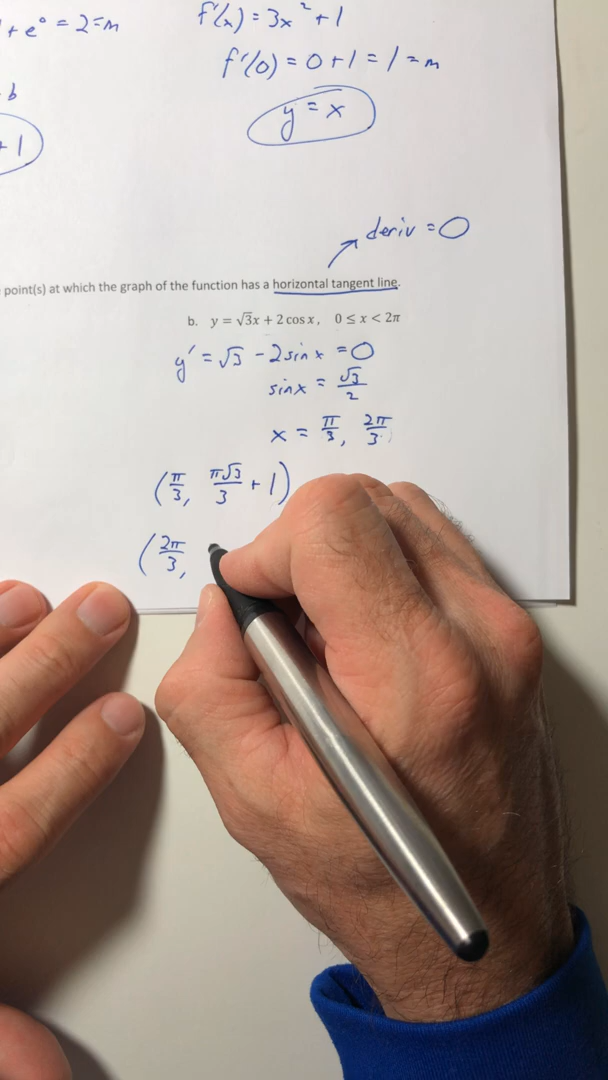 + e⁰ = 2 = m
f'(x) = 3x² + 1
f'(0) = 0 + 1 = 1 = m
b
y = x
+ 1
deriv = 0
point(s) at which the graph of the function has a horizontal tangent line.
b. y = √3x + 2 cos x, 0 ≤ x < 2π
y' = √3 - 2 sin x = 0
sin x = √3/2
x = π/3, 2π/3
(π/3, π√3/3 + 1)
(2π/3,